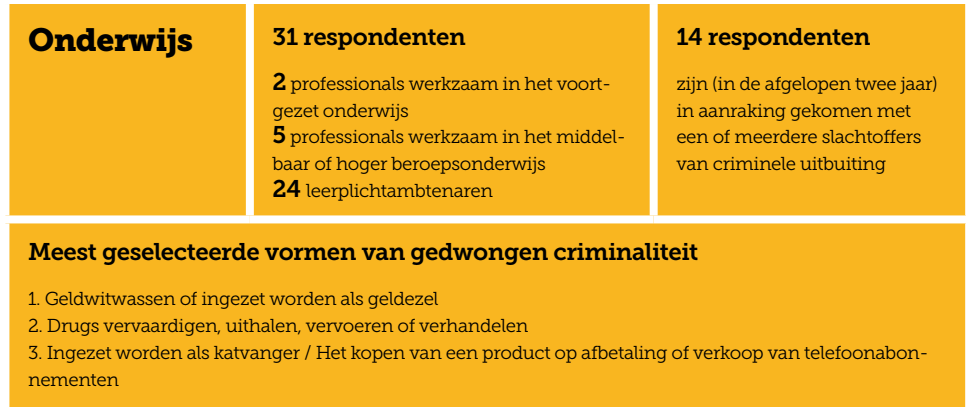 Onderwijs
31 respondenten
2 professionals werkzaam in het voort-
gezet onderwijs
5 professionals werkzaam in het middel-
baar of hoger beroepsonderwijs
24 leerplichtambtenaren
14 respondenten
zijn (in de afgelopen twee jaar)
in aanraking gekomen met
een of meerdere slachtoffers
van criminele uitbuiting
Meest geselecteerde vormen van gedwongen criminaliteit
1. Geldwitwassen of ingezet worden als geldezel
2. Drugs vervaardigen, uithalen, vervoeren of verhandelen
3. Ingezet worden als katvanger / Het kopen van een product op afbetaling of verkoop van telefoonabon-
nementen